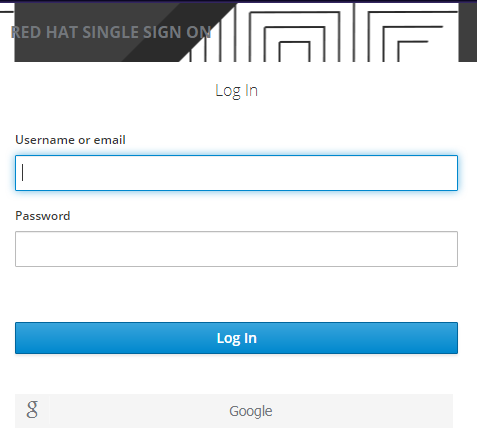 RED HAT SINGLE SIGN ON
Log In
Username or email
Password
Log In
g Google